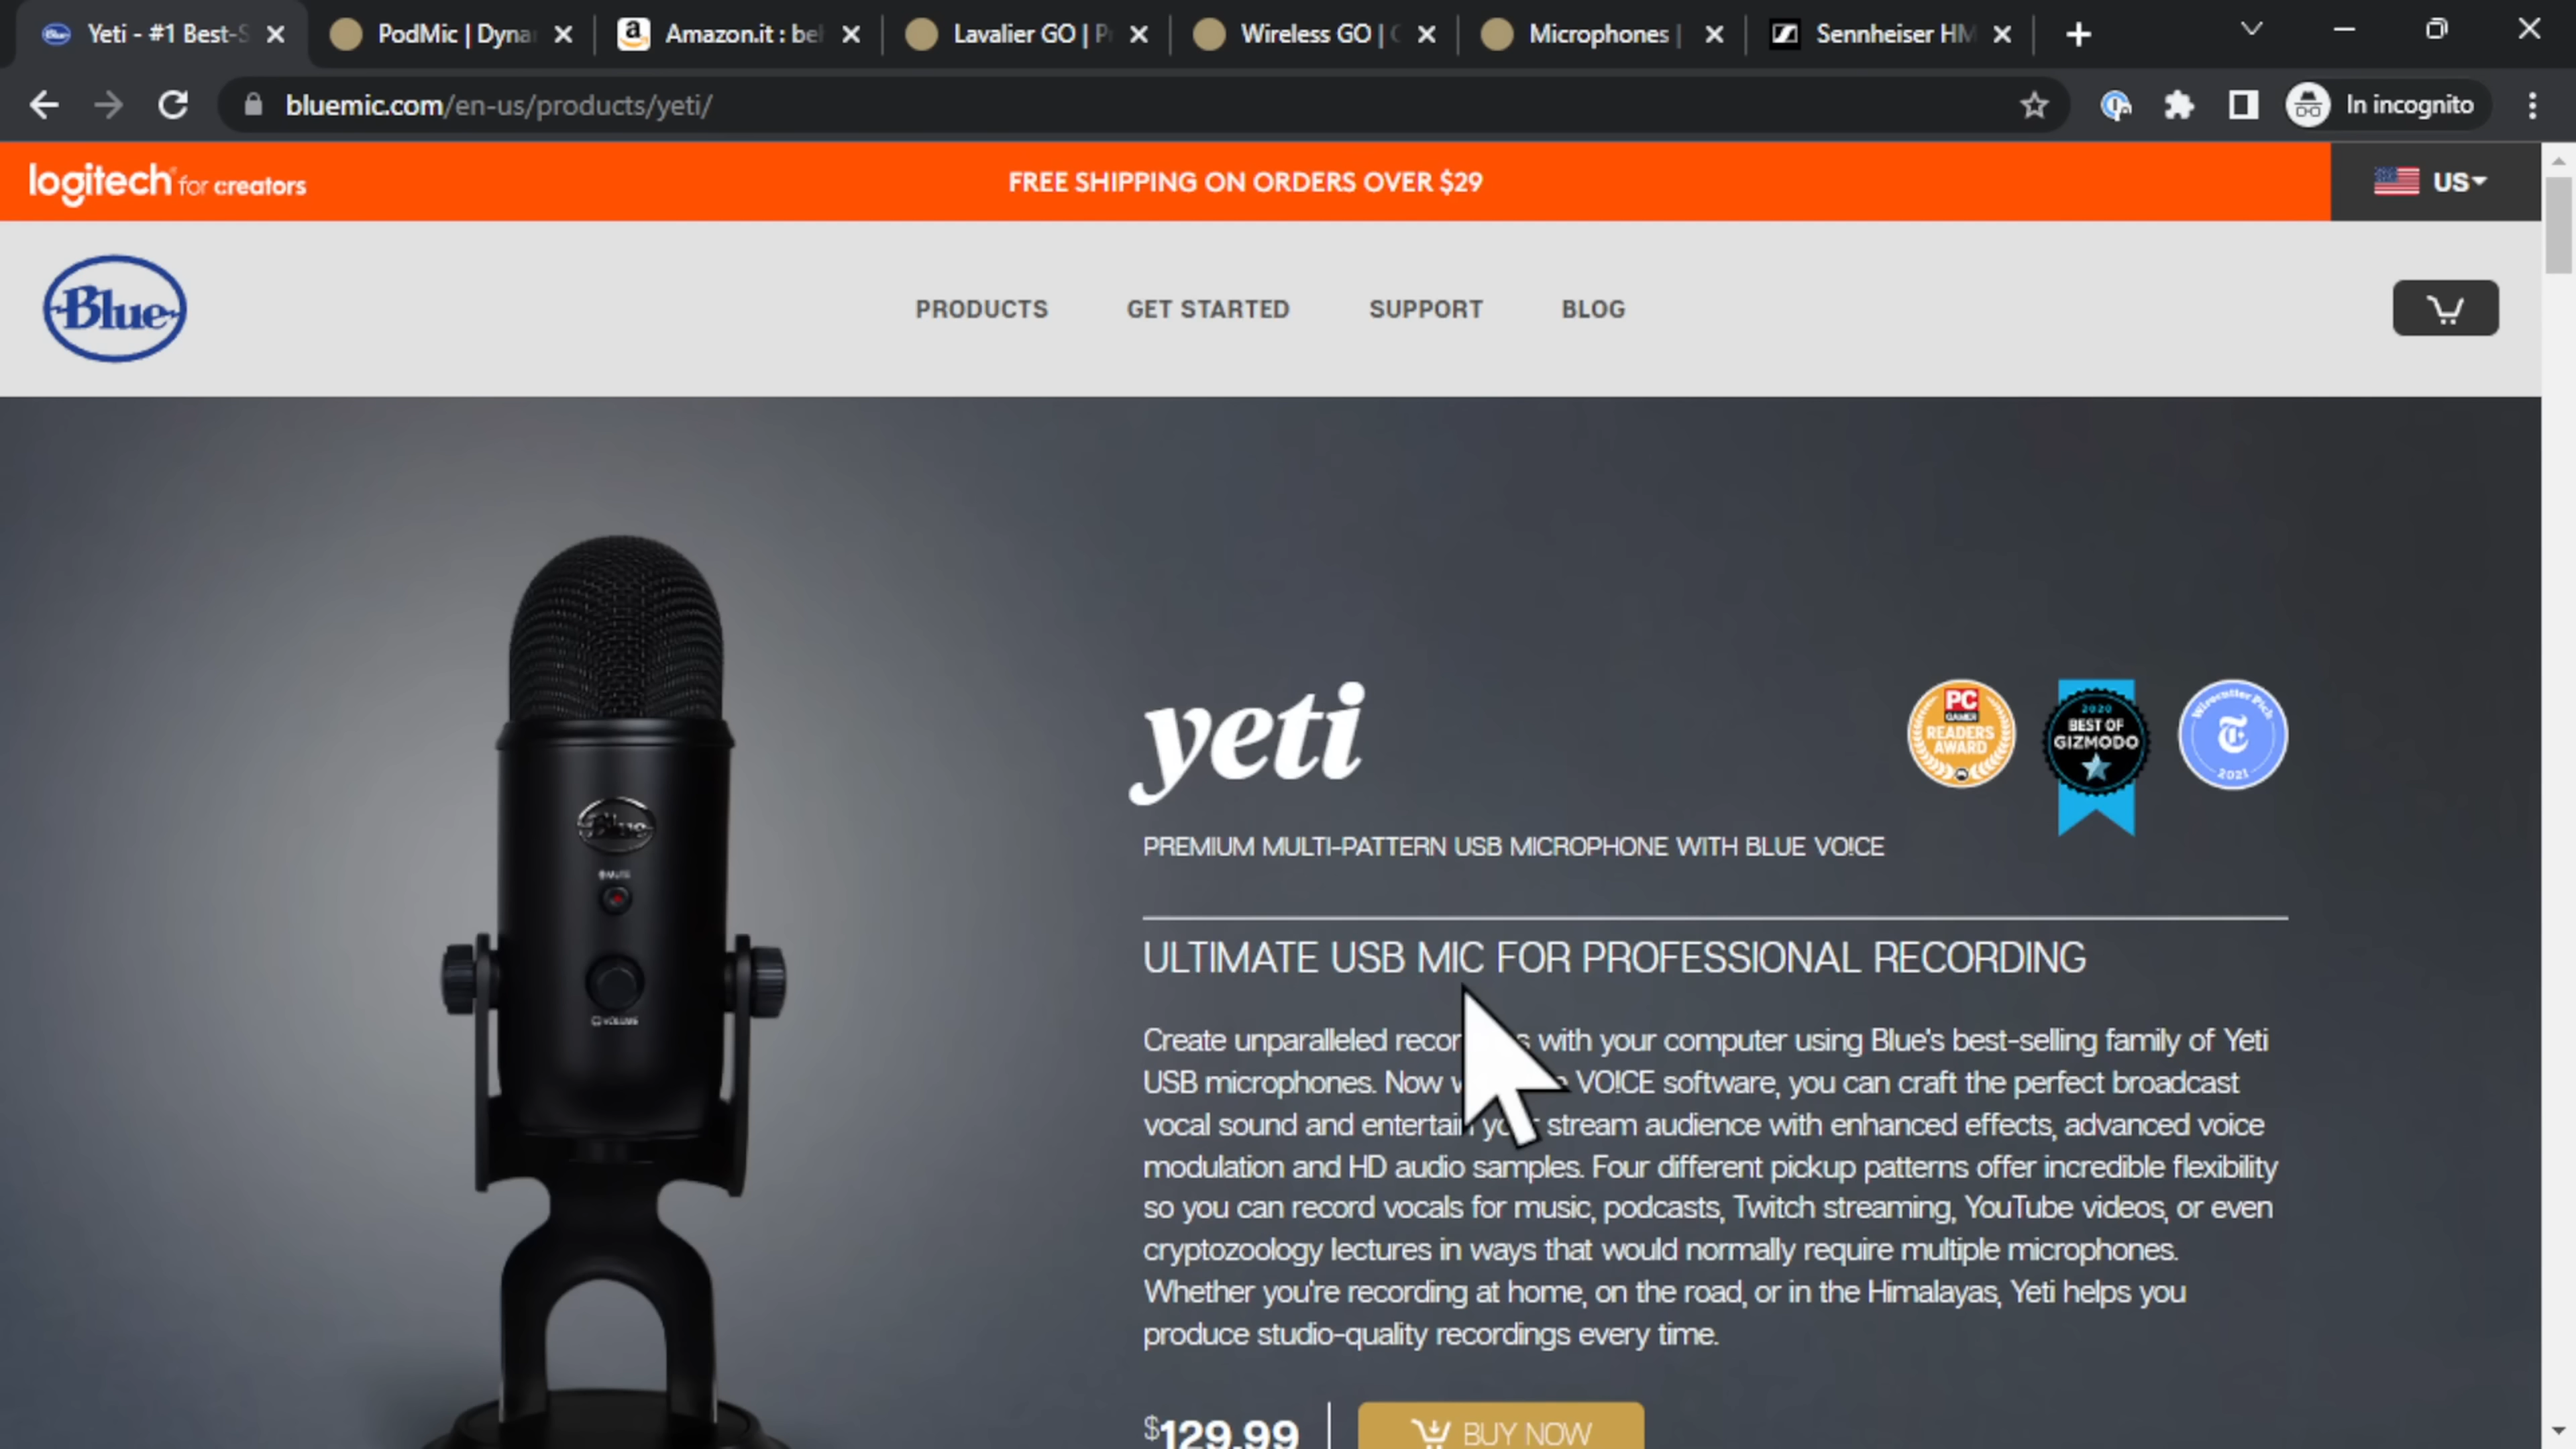 Yeti - #1 Best-S
PodMic | Dyna
Amazon.it : be
Lavalier GO | P
Wireless GO |
Microphones |
Sennheiser HM
bluemic.com/en-us/products/yeti/
In incognito
logitech for creators
FREE SHIPPING ON ORDERS OVER $29
US
Blue
PRODUCTS
GET STARTED
SUPPORT
BLOG
yeti
PC GAMER READERS AWARD
2020 BEST OF GIZMODO
Wirecutter Pick T 2021
Blue
MUTE
VOLUME
PREMIUM MULTI-PATTERN USB MICROPHONE WITH BLUE VO!CE
ULTIMATE USB MIC FOR PROFESSIONAL RECORDING
Create unparalleled with your computer using Blue's best-selling family of Yeti
USB microphones. Now VO!CE software, you can craft the perfect broadcast
vocal sound and entertain stream audience with enhanced effects, advanced voice
modulation and HD audio samples. Four different pickup patterns offer incredible flexibility
so you can record vocals for music, podcasts, Twitch streaming, YouTube videos, or even
cryptozoology lectures in ways that would normally require multiple microphones.
Whether you're recording at home, on the road, or in the Himalayas, Yeti helps you
produce studio-quality recordings every time.
$129.99
BUY NOW